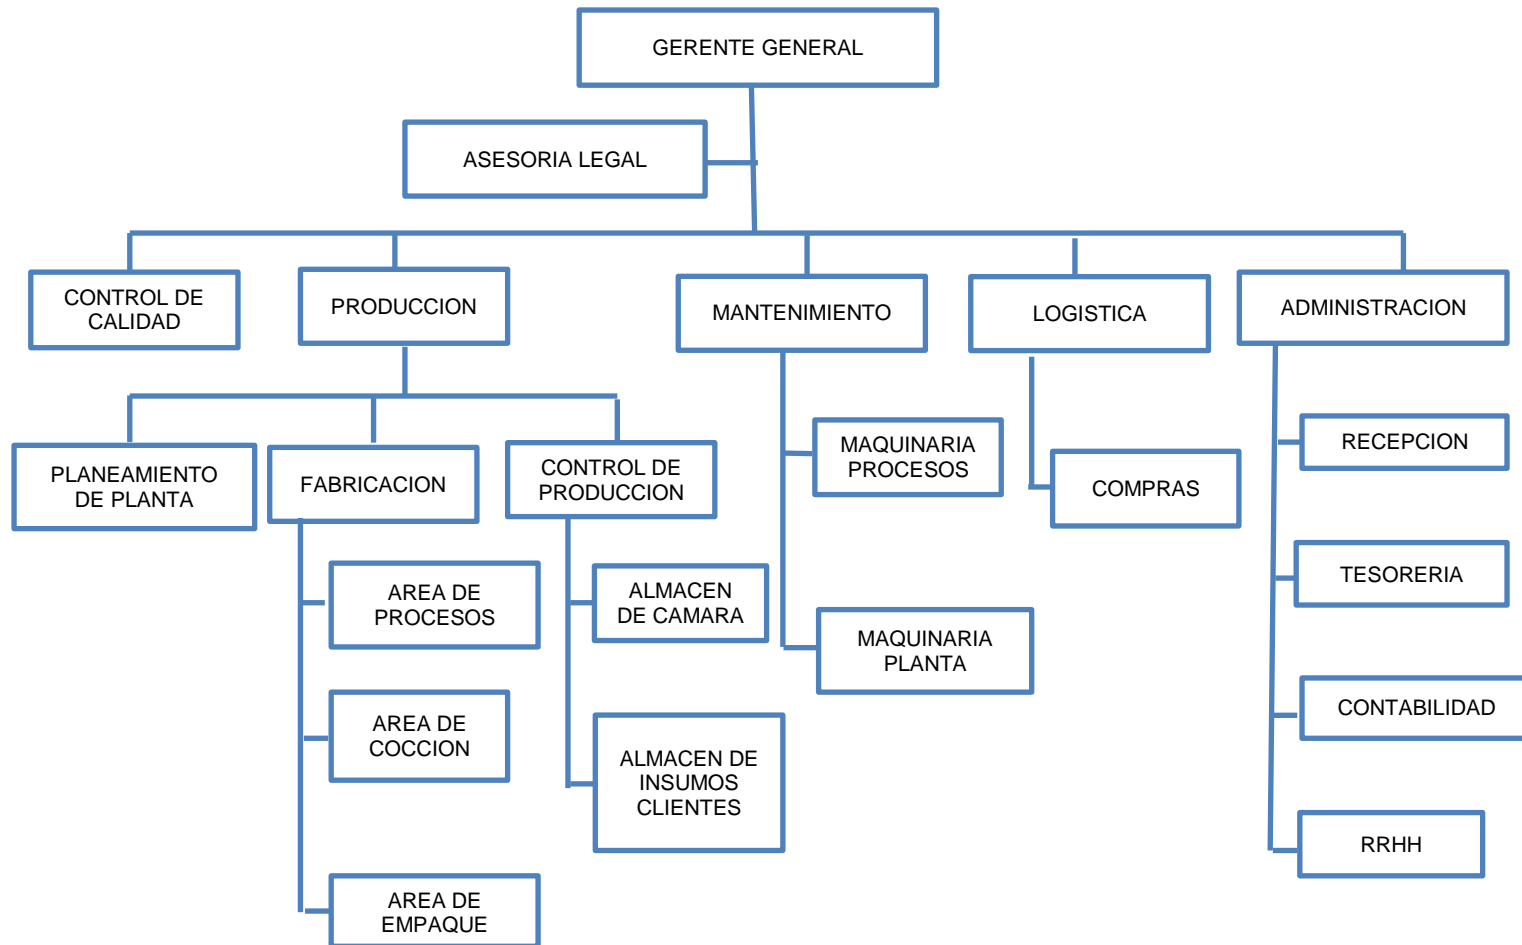 GERENTE GENERAL
ASESORIA LEGAL
CONTROL DE
CALIDAD
PRODUCCION
MANTENIMIENTO
LOGISTICA
ADMINISTRACION
PLANEAMIENTO
DE PLANTA
FABRICACION
CONTROL DE
PRODUCCION
MAQUINARIA
PROCESOS
COMPRAS
RECEPCION
AREA DE
PROCESOS
ALMACEN
DE CAMARA
MAQUINARIA
PLANTA
TESORERIA
AREA DE
COCCION
ALMACEN DE
INSUMOS
CLIENTES
CONTABILIDAD
AREA DE
EMPAQUE
RRHH